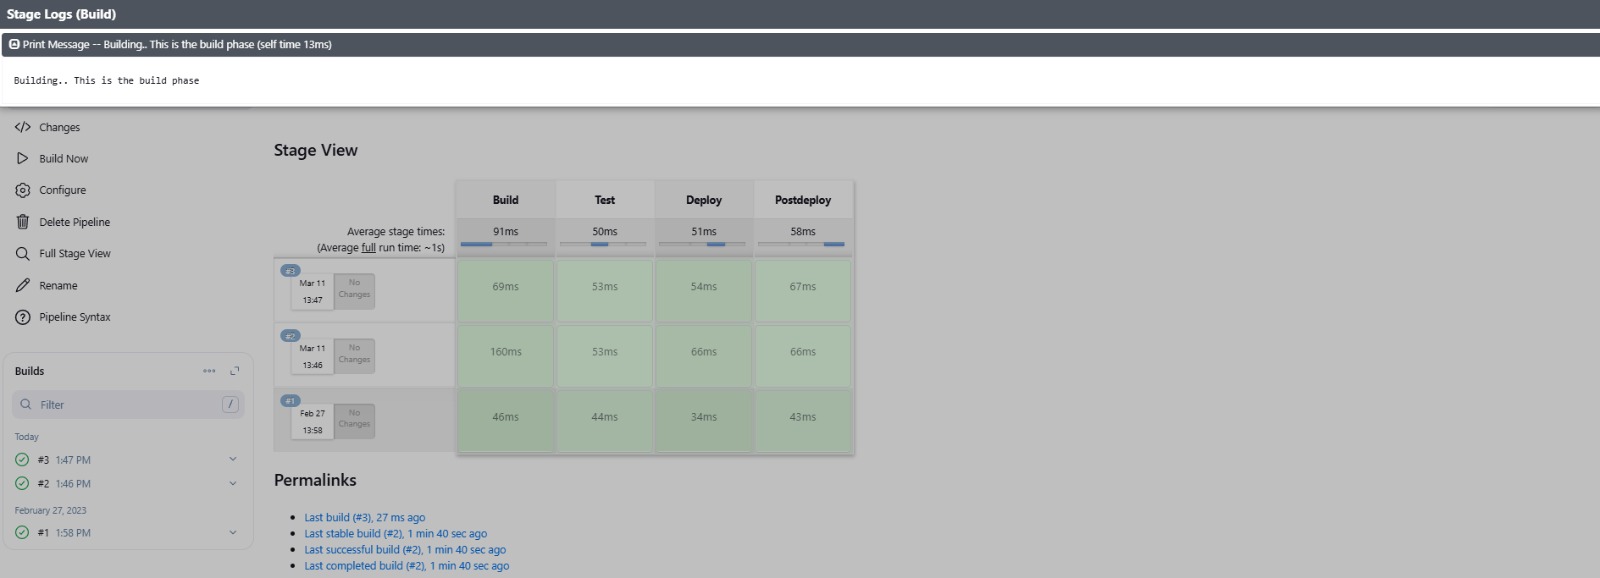 Stage Logs (Build)
Print Message -- Building.. This is the build phase (self time 13ms)
Building.. This is the build phase
Changes
Build Now
Configure
Delete Pipeline
Full Stage View
Rename
Pipeline Syntax
Builds
Filter
/
Today
#3 1:47 PM
#2 1:46 PM
February 27, 2023
#1 1:58 PM
Stage View
Build Test Deploy Postdeploy
Average stage times: 91ms 50ms 51ms 58ms
(Average full run time: ~1s)
#3
Mar 11 No
13:47 Changes
69ms 53ms 54ms 67ms
#2
Mar 11 No
13:46 Changes
160ms 53ms 66ms 66ms
#1
Feb 27 No
13:58 Changes
46ms 44ms 34ms 43ms
Permalinks
Last build (#3), 27 ms ago
Last stable build (#2), 1 min 40 sec ago
Last successful build (#2), 1 min 40 sec ago
Last completed build (#2), 1 min 40 sec ago